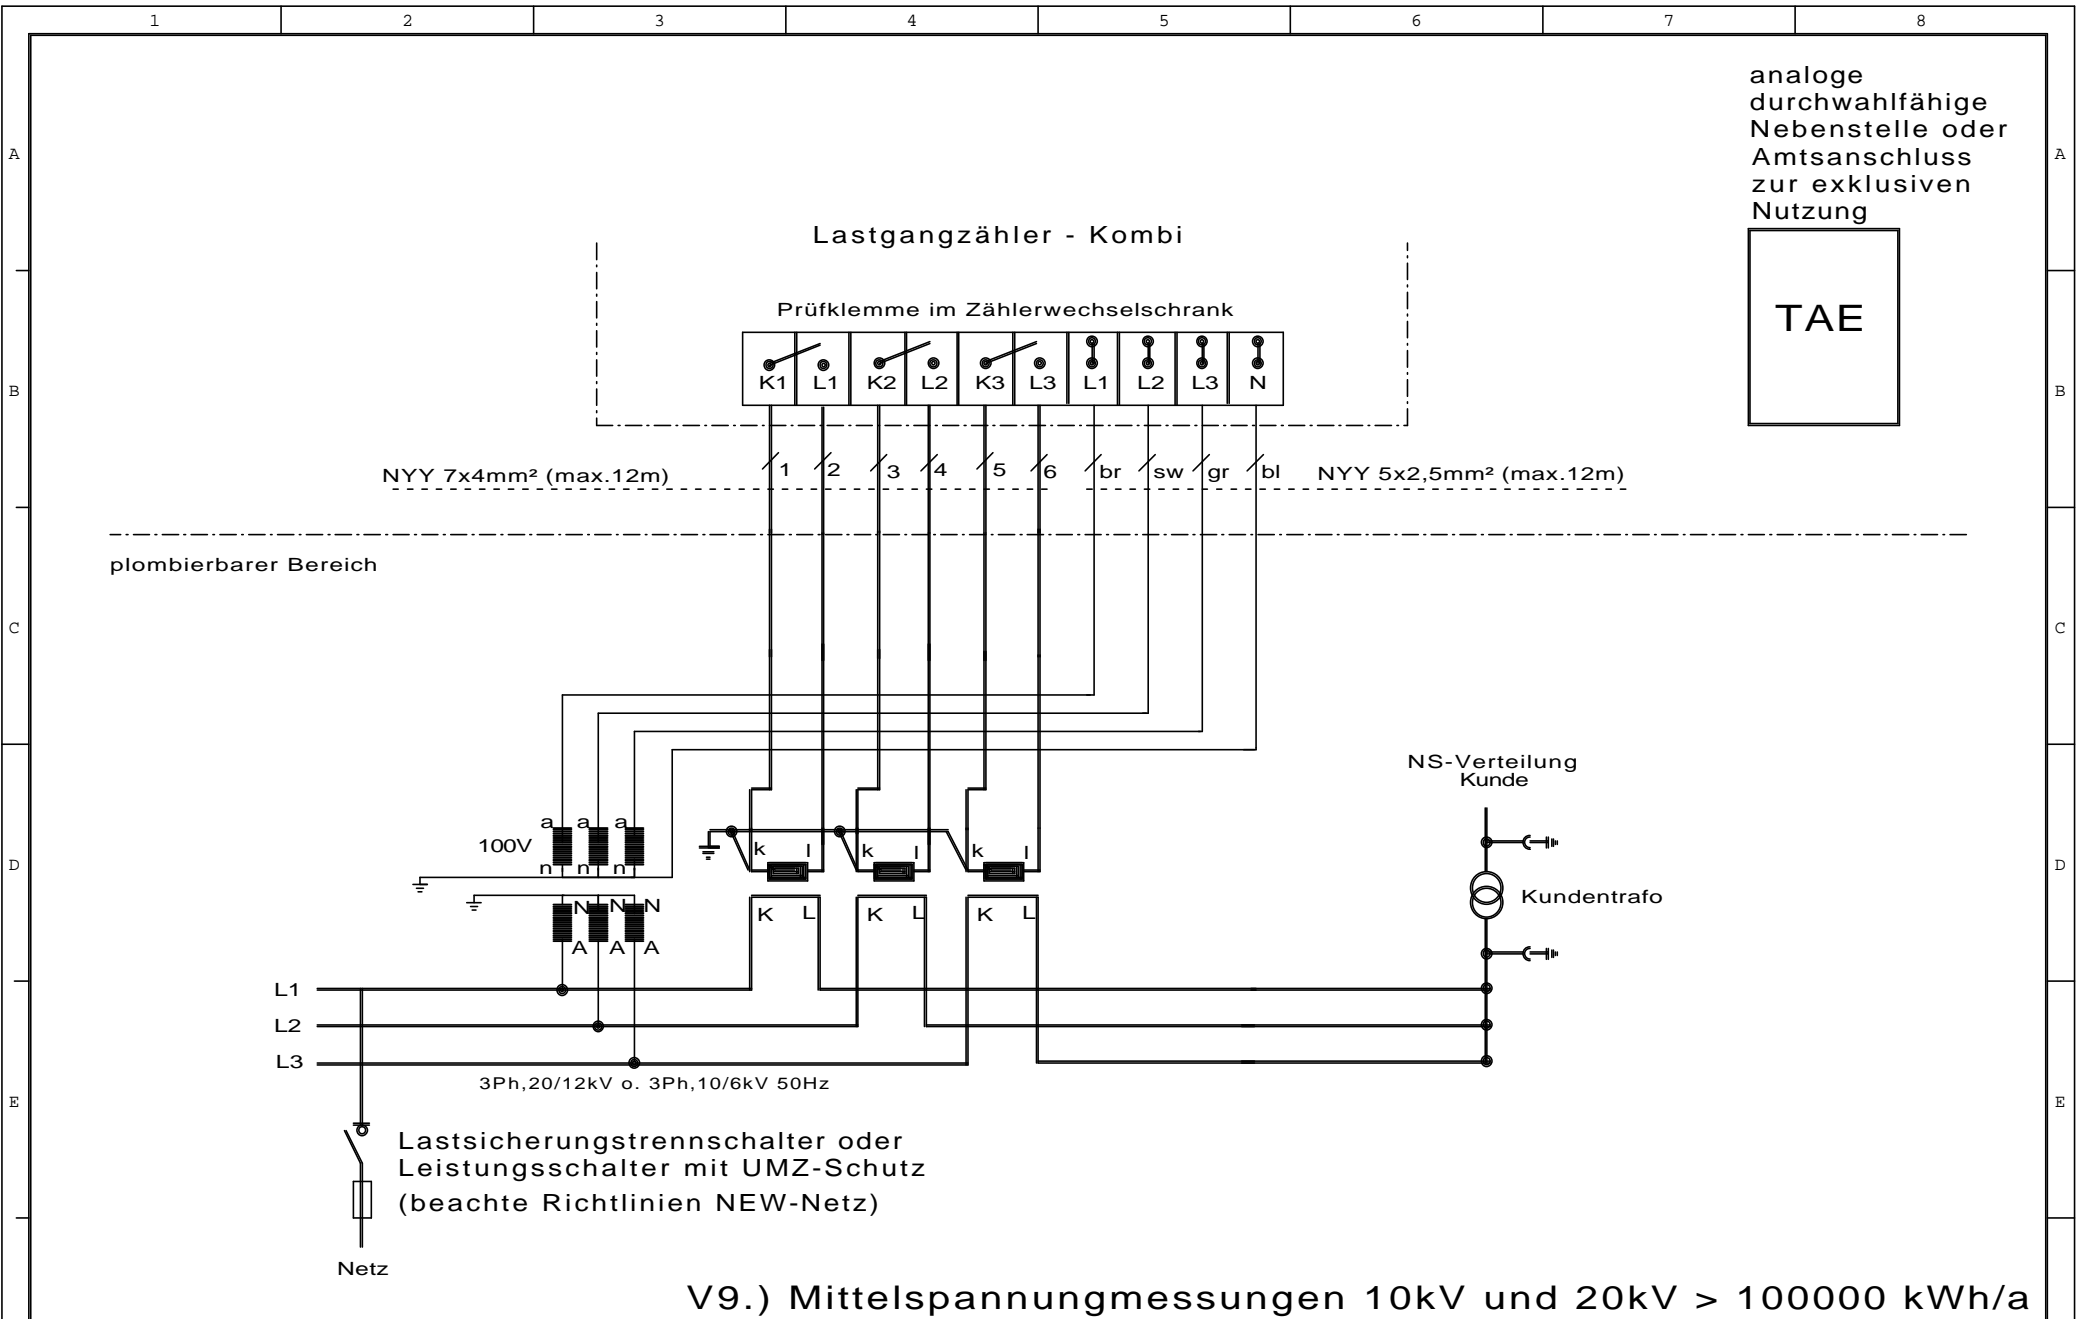 1 2 3 4 5 6 7 8
analoge
durchwahlfähige
Nebenstelle oder
Amtsanschluss
zur exklusiven
Nutzung
A A
Lastgangzähler - Kombi
TAE
Prüfklemme im Zählerwechselschrank
K1 L1 K2 L2 K3 L3 L1 L2 L3 N
B B
NYY 7x4mm² (max.12m) 1 2 3 4 5 6 br sw gr bl NYY 5x2,5mm² (max.12m)
plombierbarer Bereich
C C
NS-Verteilung
Kunde
a a a
100V
k l k l k l
D D
n n n
Kundentrafo
N N N
K L K L K L
A A A
L1
L2
L3
3Ph,20/12kV o. 3Ph,10/6kV 50Hz
E E
Lastsicherungstrennschalter oder
Leistungsschalter mit UMZ-Schutz
(beachte Richtlinien NEW-Netz)
Netz
V9.) Mittelspannungmessungen 10kV und 20kV > 100000 kWh/a